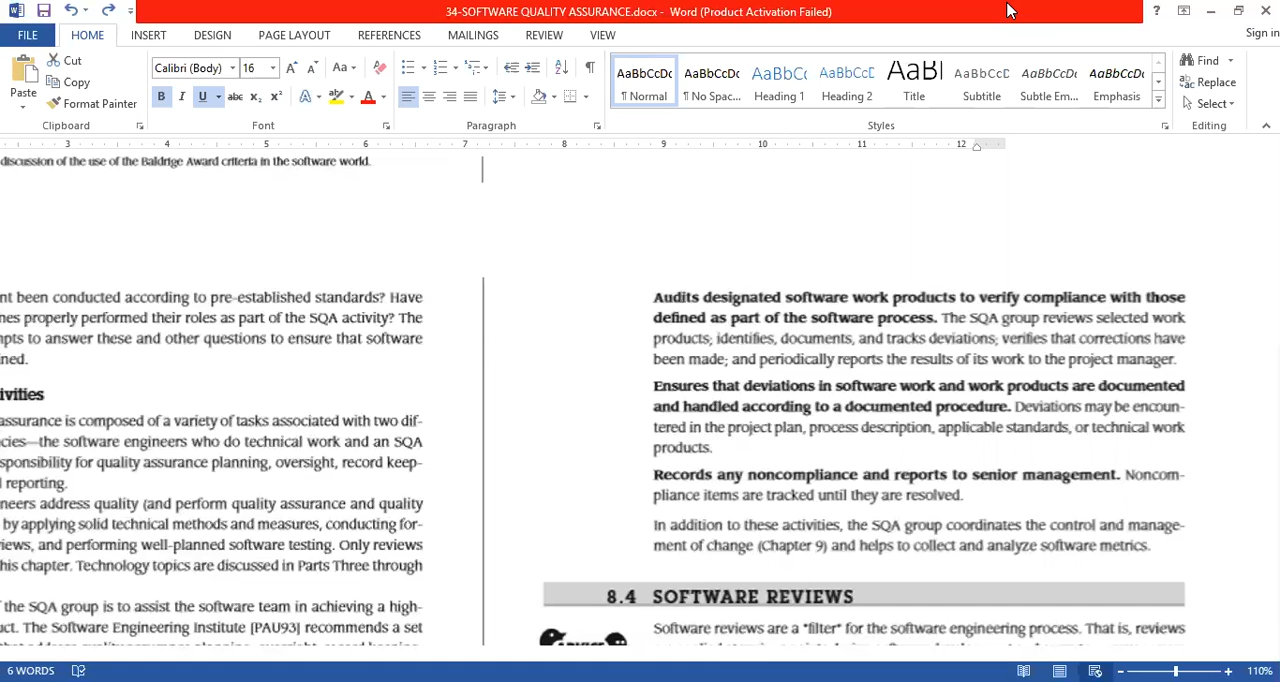 34-SOFTWARE QUALITY ASSURANCE.docx - Word (Product Activation Failed)
?
FILE HOME INSERT DESIGN PAGE LAYOUT REFERENCES MAILINGS REVIEW VIEW Sign in
Paste
Cut
Copy
Format Painter
Clipboard
Calibri (Body) 16
Font
Paragraph
AaBbCcDc AaBbCcDc AaBbCc AaBbCcD AaBb AaBbCcD AaBbCcDc AaBbCcDc
¶ Normal ¶ No Spac... Heading 1 Heading 2 Title Subtitle Subtle Em... Emphasis
Styles
Find
Replace
Select
Editing
3 4 5 6 7 8 9 10 11 12
discussion of the use of the Baldrige Award criteria in the software world.
nt been conducted according to pre-established standards? Have
nes properly performed their roles as part of the SQA activity? The
mpts to answer these and other questions to ensure that software
ined.
ivities
assurance is composed of a variety of tasks associated with two dif-
cies—the software engineers who do technical work and an SQA
sponsibility for quality assurance planning, oversight, record keep-
l reporting.
neers address quality (and perform quality assurance and quality
by applying solid technical methods and measures, conducting for-
iews, and performing well-planned software testing. Only reviews
his chapter. Technology topics are discussed in Parts Three through
f the SQA group is to assist the software team in achieving a high-
uct. The Software Engineering Institute [PAU93] recommends a set
Audits designated software work products to verify compliance with those
defined as part of the software process. The SQA group reviews selected work
products; identifies, documents, and tracks deviations; verifies that corrections have
been made; and periodically reports the results of its work to the project manager.
Ensures that deviations in software work and work products are documented
and handled according to a documented procedure. Deviations may be encoun-
tered in the project plan, process description, applicable standards, or technical work
products.
Records any noncompliance and reports to senior management. Noncom-
pliance items are tracked until they are resolved.
In addition to these activities, the SQA group coordinates the control and manage-
ment of change (Chapter 9) and helps to collect and analyze software metrics.
8.4 SOFTWARE REVIEWS
Software reviews are a "filter" for the software engineering process. That is, reviews
6 WORDS 110%